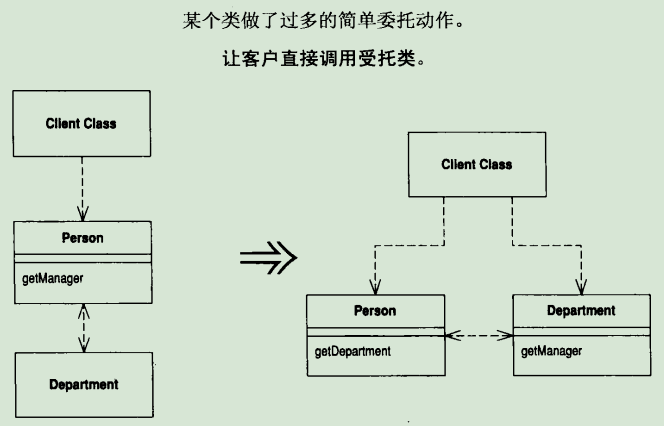 某个类做了过多的简单委托动作。
让客户直接调用受托类。
Client Class
Person
getManager
Department
Client Class
Person
getDepartment
Department
getManager